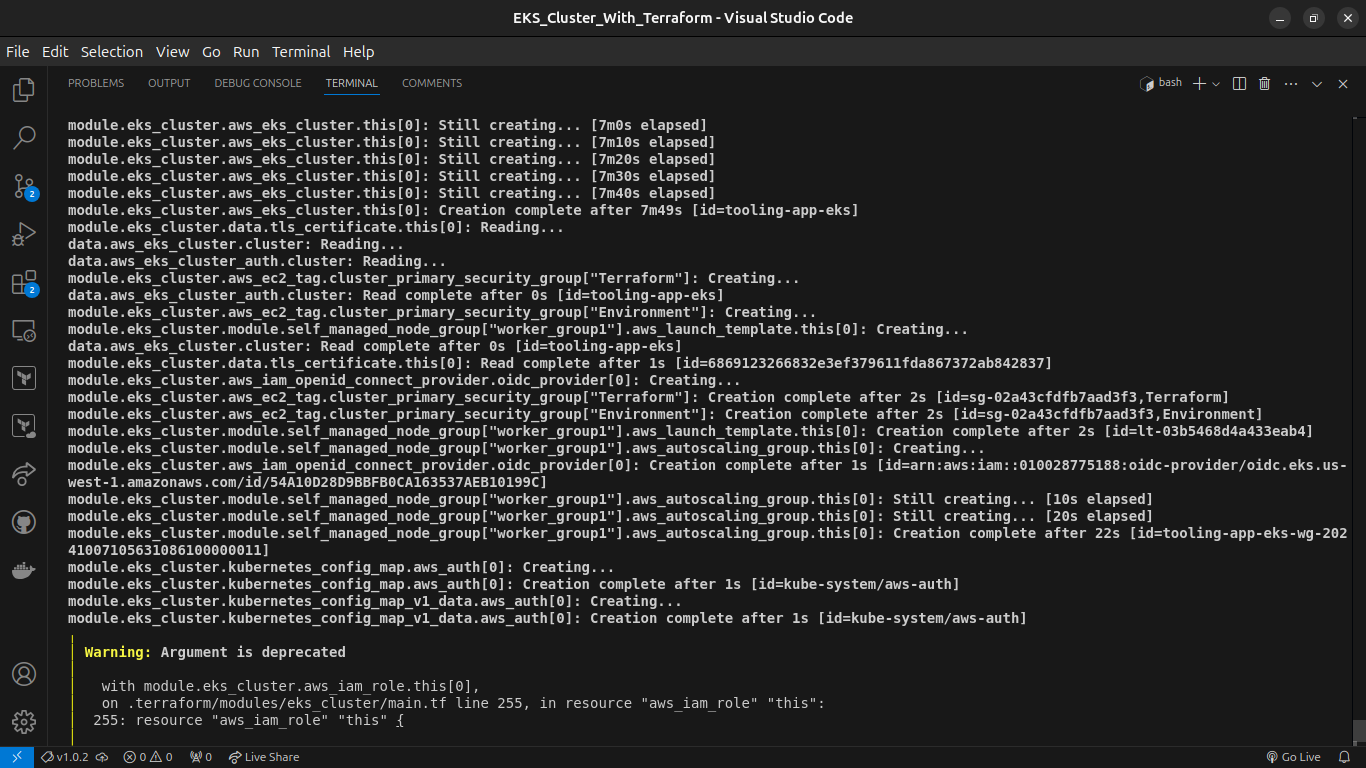 EKS_Cluster_With_Terraform - Visual Studio Code
File Edit Selection View Go Run Terminal Help
PROBLEMS OUTPUT DEBUG CONSOLE TERMINAL COMMENTS
bash
module.eks_cluster.aws_eks_cluster.this[0]: Still creating... [7m0s elapsed]
module.eks_cluster.aws_eks_cluster.this[0]: Still creating... [7m10s elapsed]
module.eks_cluster.aws_eks_cluster.this[0]: Still creating... [7m20s elapsed]
module.eks_cluster.aws_eks_cluster.this[0]: Still creating... [7m30s elapsed]
module.eks_cluster.aws_eks_cluster.this[0]: Still creating... [7m40s elapsed]
module.eks_cluster.aws_eks_cluster.this[0]: Creation complete after 7m49s [id=tooling-app-eks]
module.eks_cluster.data.tls_certificate.this[0]: Reading...
data.aws_eks_cluster.cluster: Reading...
data.aws_eks_cluster_auth.cluster: Reading...
module.eks_cluster.aws_ec2_tag.cluster_primary_security_group["Terraform"]: Creating...
data.aws_eks_cluster_auth.cluster: Read complete after 0s [id=tooling-app-eks]
module.eks_cluster.aws_ec2_tag.cluster_primary_security_group["Environment"]: Creating...
module.eks_cluster.module.self_managed_node_group["worker_group1"].aws_launch_template.this[0]: Creating...
data.aws_eks_cluster.cluster: Read complete after 0s [id=tooling-app-eks]
module.eks_cluster.data.tls_certificate.this[0]: Read complete after 1s [id=6869123266832e3ef379611fda867372ab842837]
module.eks_cluster.aws_iam_openid_connect_provider.oidc_provider[0]: Creating...
module.eks_cluster.aws_ec2_tag.cluster_primary_security_group["Terraform"]: Creation complete after 2s [id=sg-02a43cfdfb7aad3f3,Terraform]
module.eks_cluster.aws_ec2_tag.cluster_primary_security_group["Environment"]: Creation complete after 2s [id=sg-02a43cfdfb7aad3f3,Environment]
module.eks_cluster.module.self_managed_node_group["worker_group1"].aws_launch_template.this[0]: Creation complete after 2s [id=lt-03b5468d4a433eab4]
module.eks_cluster.module.self_managed_node_group["worker_group1"].aws_autoscaling_group.this[0]: Creating...
module.eks_cluster.aws_iam_openid_connect_provider.oidc_provider[0]: Creation complete after 1s [id=arn:aws:iam::010028775188:oidc-provider/oidc.eks.us-
west-1.amazonaws.com/id/54A10D28D9BBFB0CA163537AEB10199C]
module.eks_cluster.module.self_managed_node_group["worker_group1"].aws_autoscaling_group.this[0]: Still creating... [10s elapsed]
module.eks_cluster.module.self_managed_node_group["worker_group1"].aws_autoscaling_group.this[0]: Still creating... [20s elapsed]
module.eks_cluster.module.self_managed_node_group["worker_group1"].aws_autoscaling_group.this[0]: Creation complete after 22s [id=tooling-app-eks-wg-202
41007105631086100000011]
module.eks_cluster.kubernetes_config_map.aws_auth[0]: Creating...
module.eks_cluster.kubernetes_config_map.aws_auth[0]: Creation complete after 1s [id=kube-system/aws-auth]
module.eks_cluster.kubernetes_config_map_v1_data.aws_auth[0]: Creating...
module.eks_cluster.kubernetes_config_map_v1_data.aws_auth[0]: Creation complete after 1s [id=kube-system/aws-auth]
Warning: Argument is deprecated
with module.eks_cluster.aws_iam_role.this[0],
on .terraform/modules/eks_cluster/main.tf line 255, in resource "aws_iam_role" "this":
255: resource "aws_iam_role" "this" {
2
2
v1.0.2 0 0 0 Live Share Go Live